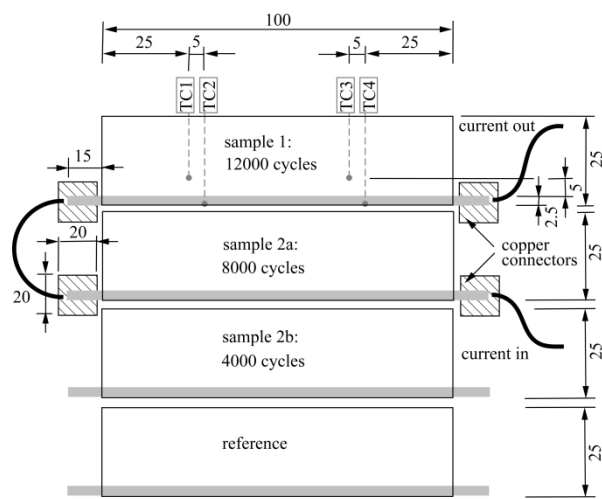 100
25 5 5 25
TC1 TC2 TC3 TC4
current out
sample 1:
12000 cycles
25
15
5
2.5
20
sample 2a:
8000 cycles
copper
connectors
25
20
sample 2b:
4000 cycles
current in
25
reference
25